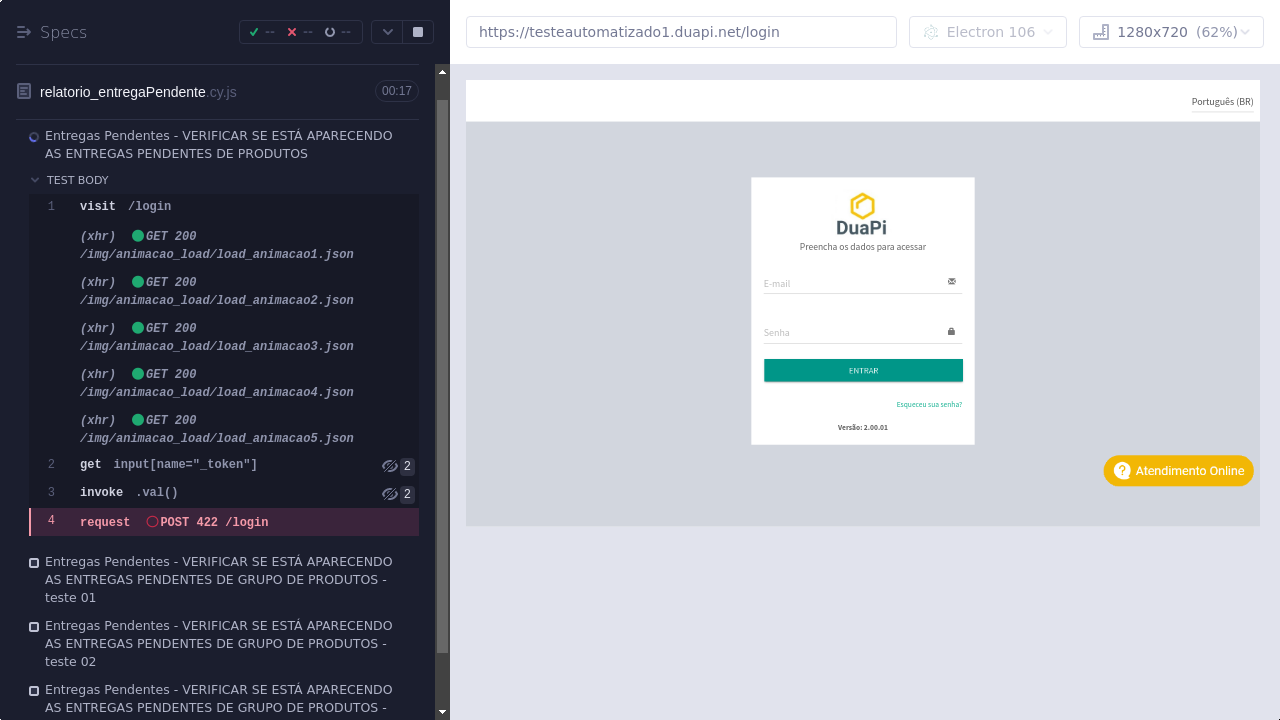 Specs
-- -- --
relatorio_entregaPendente.cy.js
00:17
Entregas Pendentes - VERIFICAR SE ESTÁ APARECENDO
AS ENTREGAS PENDENTES DE PRODUTOS
TEST BODY
1 visit /login
(xhr) GET 200
/img/animacao_load/load_animacao1.json
(xhr) GET 200
/img/animacao_load/load_animacao2.json
(xhr) GET 200
/img/animacao_load/load_animacao3.json
(xhr) GET 200
/img/animacao_load/load_animacao4.json
(xhr) GET 200
/img/animacao_load/load_animacao5.json
2 get input[name="_token"] 2
3 invoke .val() 2
4 request POST 422 /login
Entregas Pendentes - VERIFICAR SE ESTÁ APARECENDO
AS ENTREGAS PENDENTES DE GRUPO DE PRODUTOS -
teste 01
Entregas Pendentes - VERIFICAR SE ESTÁ APARECENDO
AS ENTREGAS PENDENTES DE GRUPO DE PRODUTOS -
teste 02
Entregas Pendentes - VERIFICAR SE ESTÁ APARECENDO
AS ENTREGAS PENDENTES DE GRUPO DE PRODUTOS -
https://testeautomatizado1.duapi.net/login
Electron 106
1280x720 (62%)
Português (BR)
DuaPi
Preencha os dados para acessar
E-mail
Senha
ENTRAR
Esqueceu sua senha?
Versão: 2.00.01
Atendimento Online